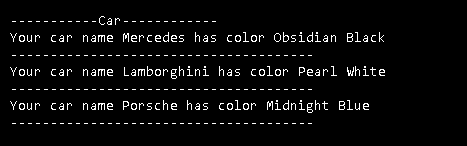 -----------Car------------
Your car name Mercedes has color Obsidian Black
--------------------------------------
Your car name Lamborghini has color Pearl White
--------------------------------------
Your car name Porsche has color Midnight Blue
--------------------------------------